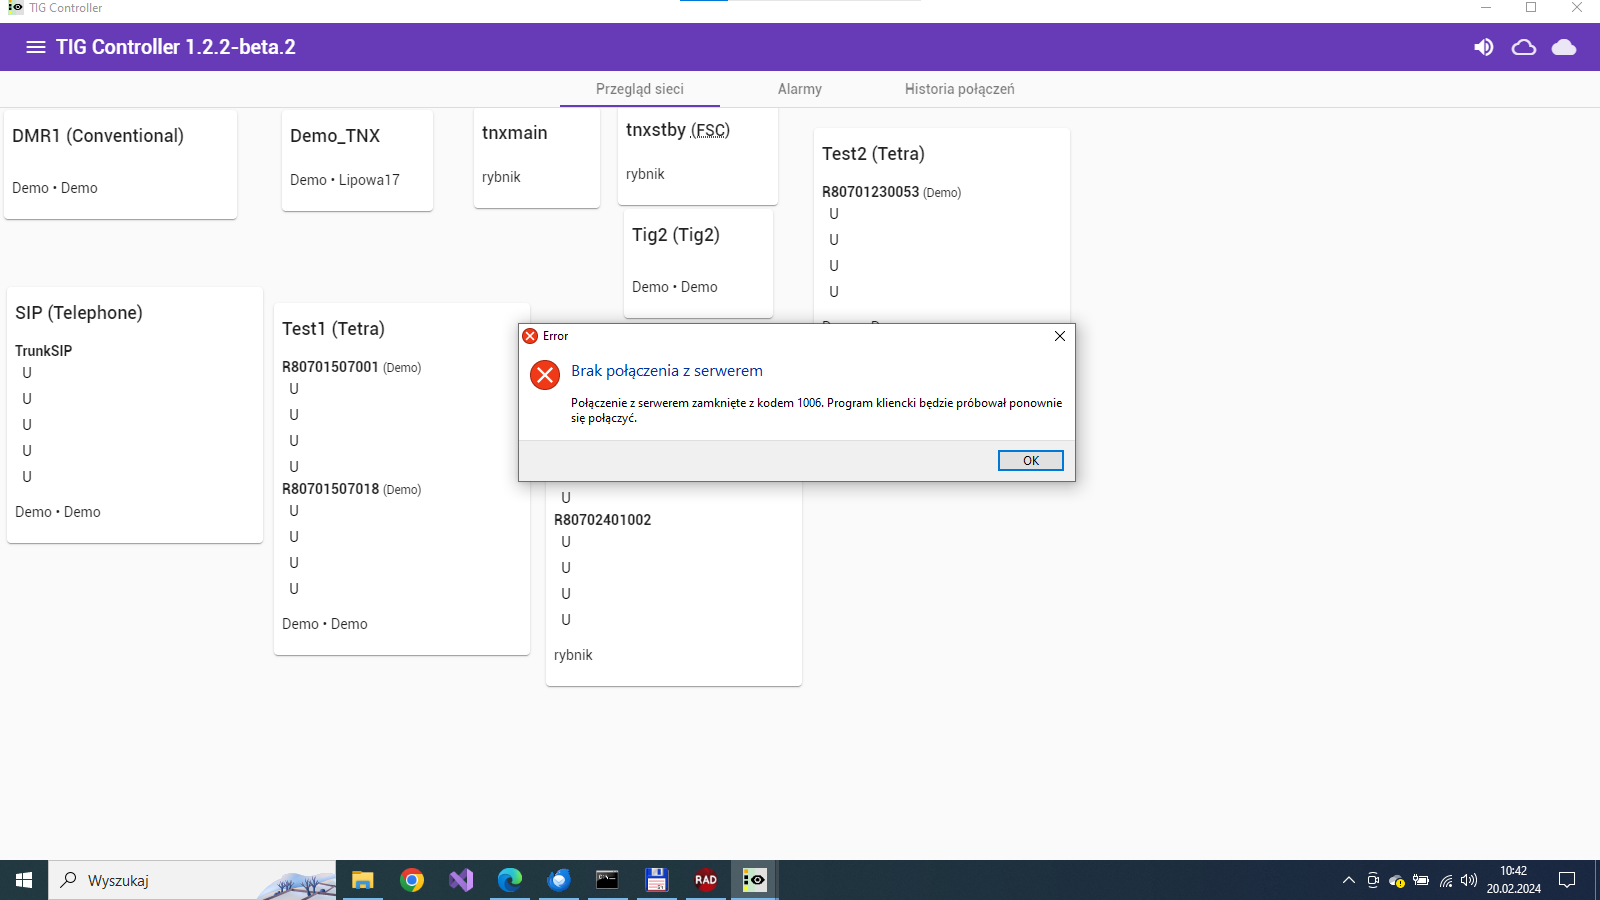 TIG Controller
TIG Controller 1.2.2-beta.2
Przegląd sieci
Alarmy
Historia połączeń
DMR1 (Conventional)
Demo • Demo
Demo_TNX
Demo • Lipowa17
tnxmain
rybnik
tnxstby (FSC)
rybnik
Tig2 (Tig2)
Demo • Demo
Test2 (Tetra)
R80701230053 (Demo)
U
U
U
U
SIP (Telephone)
TrunkSIP
U
U
U
U
U
Demo • Demo
Test1 (Tetra)
R80701507001 (Demo)
U
U
U
U
R80701507018 (Demo)
U
U
U
U
Demo • Demo
Error
Brak połączenia z serwerem
Połączenie z serwerem zamknięte z kodem 1006. Program kliencki będzie próbował ponownie
się połączyć.
OK
U
R80702401002
U
U
U
U
rybnik
Wyszukaj
RAD
10:42
20.02.2024